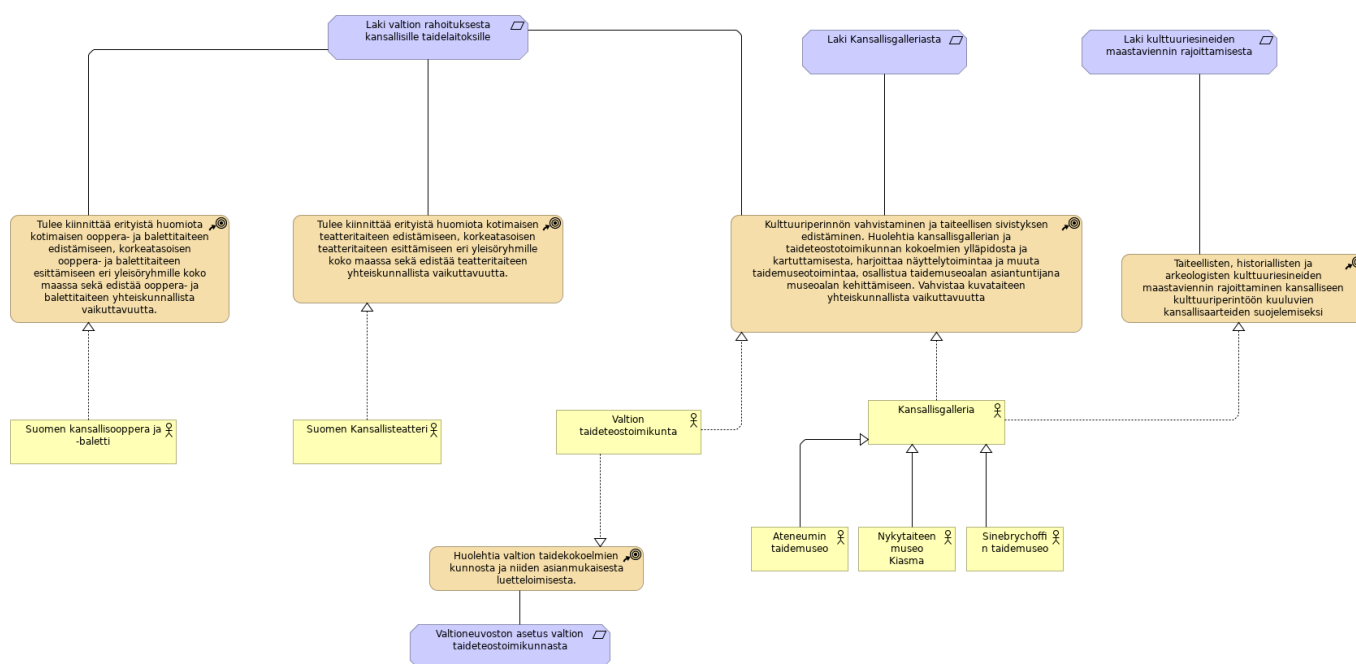 Laki valtion rahoituksesta
kansallisille taidelaitoksille
Laki Kansallisgalleriasta
Laki kulttuuriesineiden
maastaviennin rajoittamisesta
Tulee kiinnittää erityistä huomiota
kotimaisen ooppera- ja balettitaiteen
edistämiseen, korkeatasoisen
ooppera- ja balettitaiteen
esittämiseen eri yleisöryhmille koko
maassa sekä edistää ooppera- ja
balettitaiteen yhteiskunnallista
vaikuttavuutta.
Tulee kiinnittää erityistä huomiota kotimaisen
teatteritaiteen edistämiseen, korkeatasoisen
teatteritaiteen esittämiseen eri yleisöryhmille
koko maassa sekä edistää teatteritaiteen
yhteiskunnallista vaikuttavuutta.
Kulttuuriperinnön vahvistaminen ja taiteellisen sivistyksen
edistäminen. Huolehtia kansallisgallerian ja
taideteostotoimikunnan kokoelmien ylläpidosta ja
kartuttamisesta, harjoittaa näyttelytoimintaa ja muuta
taidemuseotoimintaa, osallistua taidemuseoalan asiantuntijana
museoalan kehittämiseen. Vahvistaa kuvataiteen
yhteiskunnallista vaikuttavuutta
Taiteellisten, historiallisten ja
arkeologisten kulttuuriesineiden
maastaviennin rajoittaminen kansalliseen
kulttuuriperintöön kuuluvien
kansallisaarteiden suojelemiseksi
Suomen kansallisooppera ja
-baletti
Suomen Kansallisteatteri
Valtion
taideteostoimikunta
Kansallisgalleria
Ateneumin
taidemuseo
Nykytaiteen
museo
Kiasma
Sinebrychoffi
n taidemuseo
Huolehtia valtion taidekokoelmien
kunnosta ja niiden asianmukaisesta
luetteloimisesta.
Valtioneuvoston asetus valtion
taideteostoimikunnasta